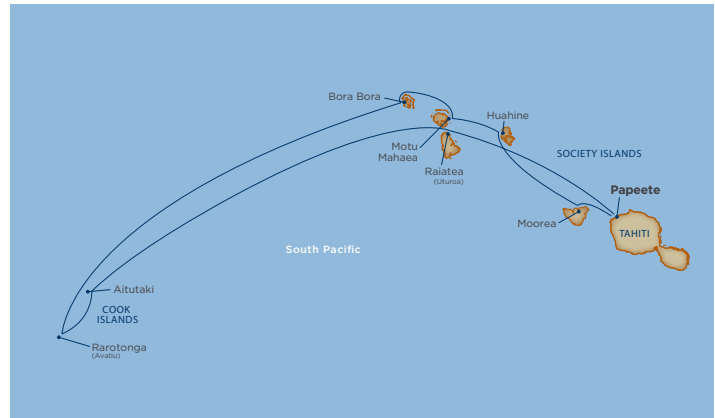 Bora Bora
Huahine
Motu
Mahaea
SOCIETY ISLANDS
Raiatea
(Uturoa)
Papeete
Moorea
TAHITI
South Pacific
Aitutaki
COOK
ISLANDS
Rarotonga
(Avatiu)